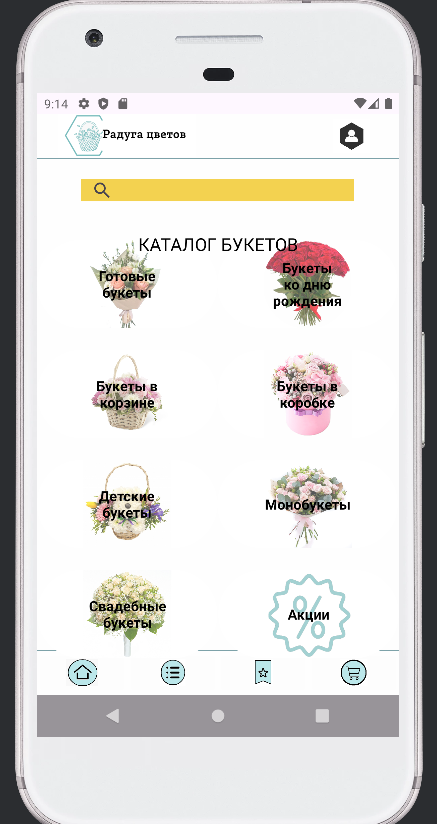 9:14
Радуга цветов
КАТАЛОГ БУКЕТОВ
Готовые
букеты
Букеты
ко дню
рождения
Букеты в
корзине
Букеты в
коробке
Детские
букеты
Монобукеты
Свадебные
букеты
%
Акции